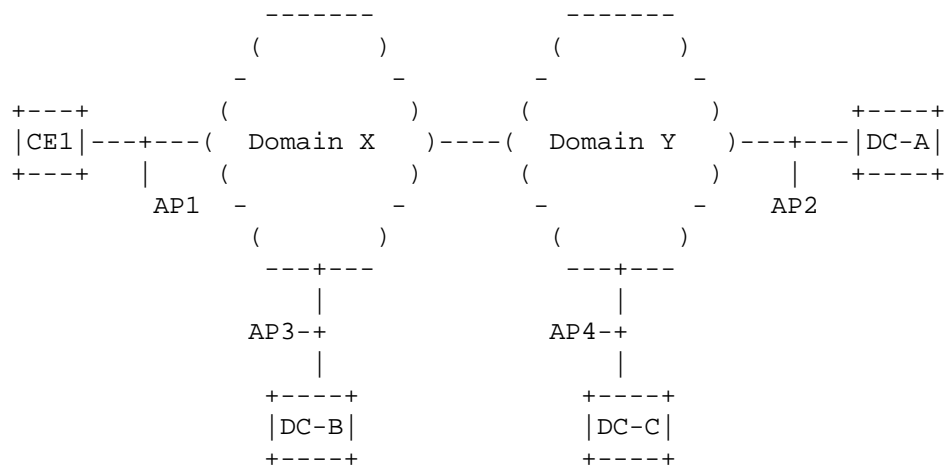 -------              -------
(       )            (       )
-         -          -         -
+---+       (           )        (           )      +----+
|CE1|---+---(  Domain X  )----(  Domain Y  )---+---|DC-A|
+---+   |   (           )        (           )   |  +----+
AP1  -         -          -         -   AP2
(       )            (       )
---+---              ---+---
|                    |
AP3-+                AP4-+
|                    |
+----+               +----+
|DC-B|               |DC-C|
+----+               +----+